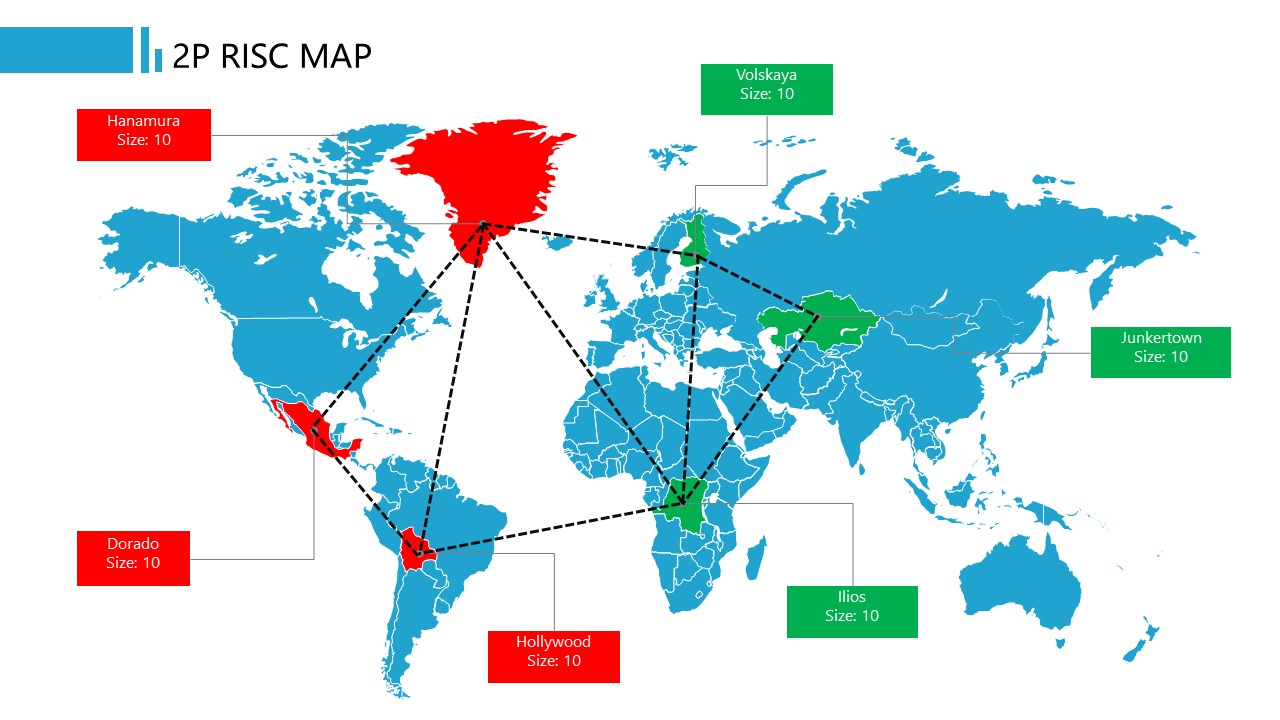 2P RISC MAP
Volskaya
Size: 10
Hanamura
Size: 10
Junkertown
Size: 10
Dorado
Size: 10
Ilios
Size: 10
Hollywood
Size: 10